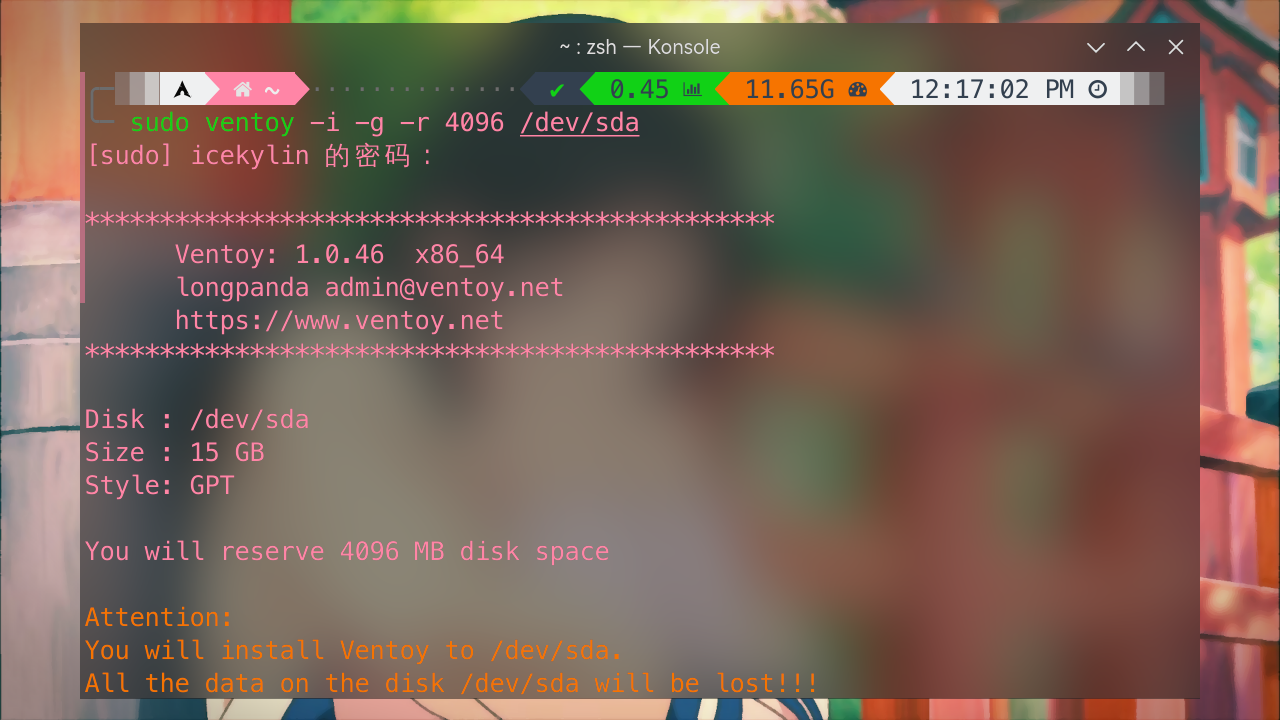 ~ : zsh — Konsole
~ ✔ 0.45 11.65G 12:17:02 PM
sudo ventoy -i -g -r 4096 /dev/sda
[sudo] icekylin 的密码：
**********************************************
Ventoy: 1.0.46  x86_64
longpanda admin@ventoy.net
https://www.ventoy.net
**********************************************
Disk : /dev/sda
Size : 15 GB
Style: GPT
You will reserve 4096 MB disk space
Attention:
You will install Ventoy to /dev/sda.
All the data on the disk /dev/sda will be lost!!!